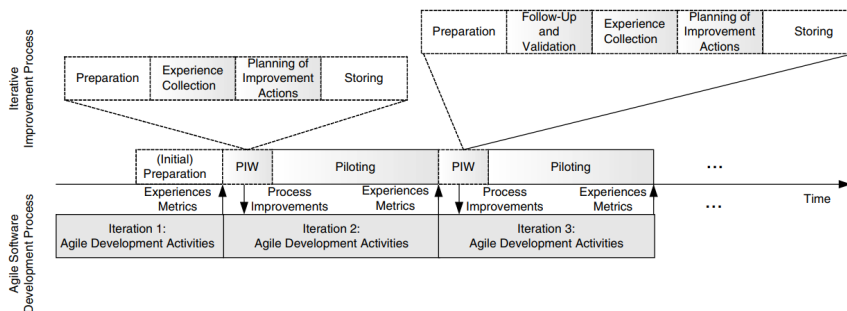 Iterative
Improvement Process
Preparation
Follow-Up
and
Validation
Experience
Collection
Planning of
Improvement
Actions
Storing
Preparation
Experience
Collection
Planning of
Improvement
Actions
Storing
(Initial)
Preparation
PIW
Piloting
PIW
Piloting
...
Experiences
Metrics
Process
Improvements
Experiences
Metrics
Process
Improvements
Experiences
Metrics
...
Time
Agile Software
Development Process
Iteration 1:
Agile Development Activities
Iteration 2:
Agile Development Activities
Iteration 3:
Agile Development Activities